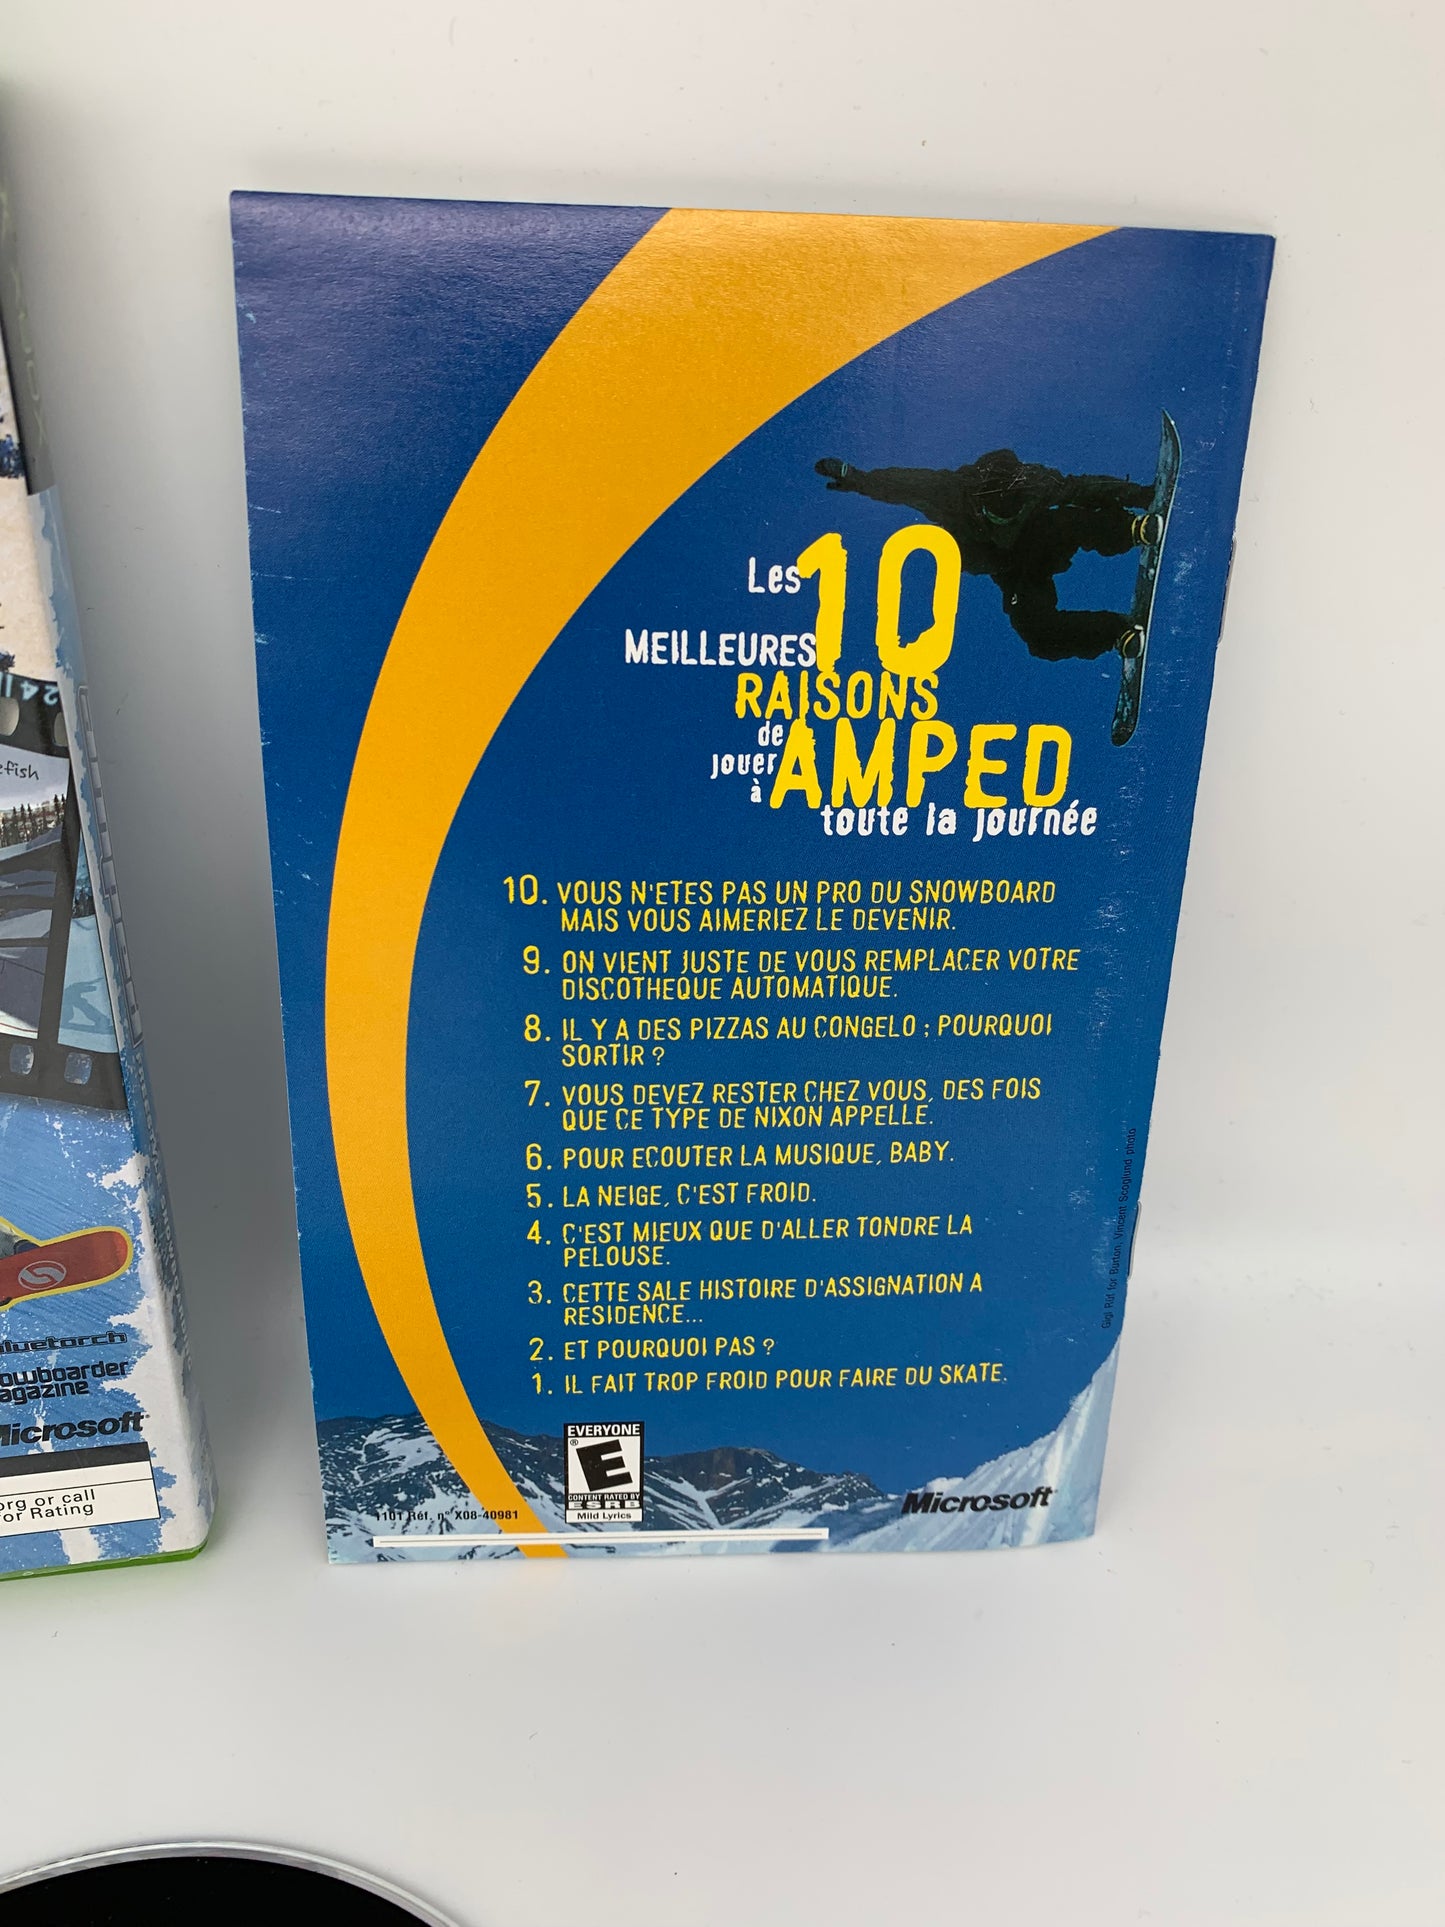 Les 10
MEILLEURES
RAISONS
de
jouer
à AMPED
toute la journée
10. VOUS N'ETES PAS UN PRO DU SNOWBOARD
MAIS VOUS AIMERIEZ LE DEVENIR.
9. ON VIENT JUSTE DE VOUS REMPLACER VOTRE
DISCOTHEQUE AUTOMATIQUE.
8. IL Y A DES PIZZAS AU CONGELO ; POURQUOI
SORTIR ?
7. VOUS DEVEZ RESTER CHEZ VOUS, DES FOIS
QUE CE TYPE DE NIXON APPELLE.
6. POUR ECOUTER LA MUSIQUE, BABY.
5. LA NEIGE, C'EST FROID.
4. C'EST MIEUX QUE D'ALLER TONDRE LA
PELOUSE.
3. CETTE SALE HISTOIRE D'ASSIGNATION A
RESIDENCE...
2. ET POURQUOI PAS ?
1. IL FAIT TROP FROID POUR FAIRE DU SKATE.
Gigi Rüf for Burton, Vincent Scoglund photo
EVERYONE
E
®
CONTENT RATED BY
ESRB
Mild Lyrics
1101 Réf. n° X08-40981
Microsoft
24
efish
bluetorch
owboarder
agazine
Microsoft
org or call
or Rating